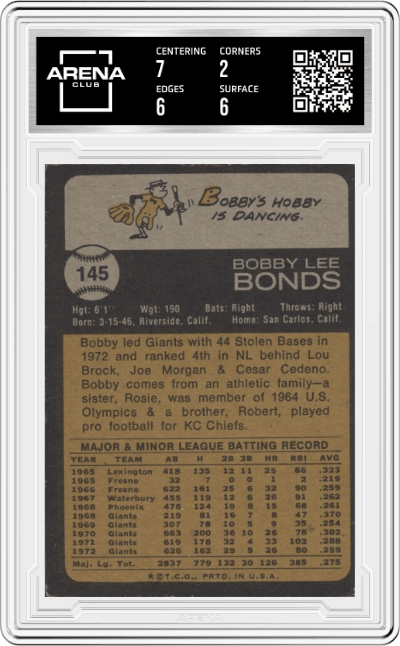 ARENA
CLUB
CENTERING CORNERS
7 2
EDGES SURFACE
6 6
BOBBY'S HOBBY
IS DANCING.
145
BOBBY LEE
BONDS
Hgt: 6'1" Wgt: 190 Bats: Right Throws: Right
Born: 3-15-46, Riverside, Calif. Home: San Carlos, Calif.
Bobby led Giants with 44 Stolen Bases in
1972 and ranked 4th in NL behind Lou
Brock, Joe Morgan & Cesar Cedeno.
Bobby comes from an athletic family—a
sister, Rosie, was member of 1964 U.S.
Olympics & a brother, Robert, played
pro football for KC Chiefs.
MAJOR & MINOR LEAGUE BATTING RECORD
YEAR TEAM AB H 2B 3B HR RBI AVE.
1965 Lexington 418 135 12 11 25 86 .323
1965 Fresno 32 7 0 0 1 2 .219
1966 Fresno 622 161 25 6 32 90 .259
1967 Waterbury 455 119 12 6 26 91 .262
1968 Phoenix 476 124 19 8 15 68 .261
1968 Giants 219 81 16 7 8 47 .370
1969 Giants 307 78 10 5 9 35 .254
1970 Giants 663 200 36 10 26 78 .302
1971 Giants 619 178 32 4 33 102 .288
1972 Giants 626 162 29 5 26 80 .259
Maj. Lg. Tot. 2837 779 132 30 126 385 .275
★©T.C.G., PRTD. IN U.S.A.
ARENA